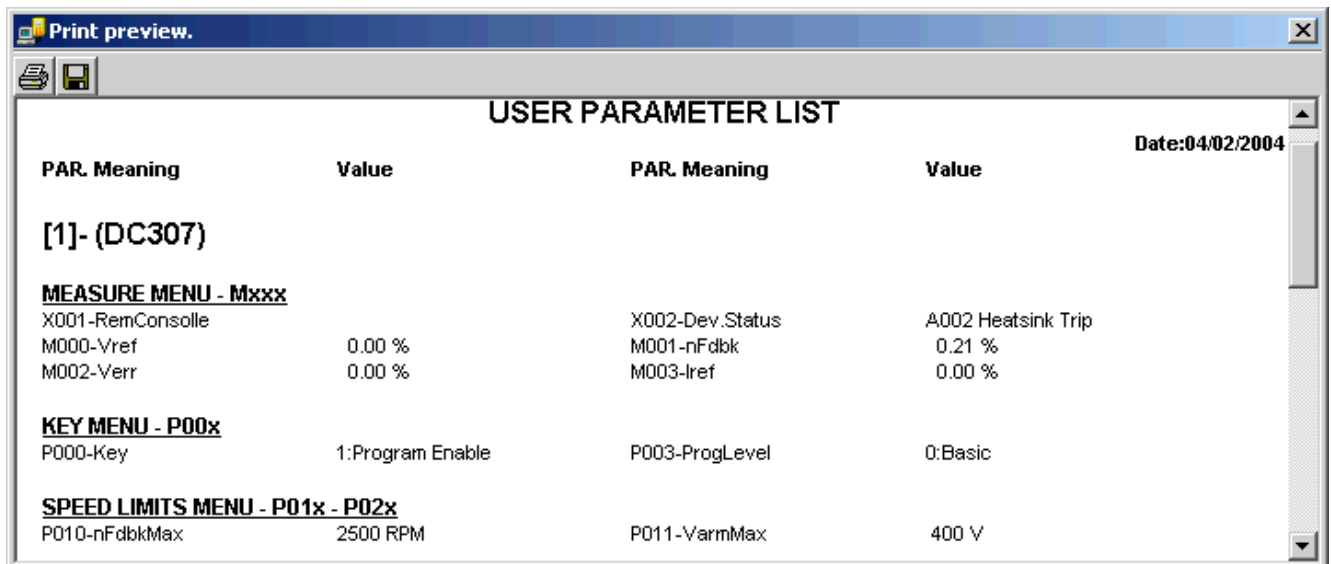 Print preview.
USER PARAMETER LIST
Date:04/02/2004
PAR. Meaning Value PAR. Meaning Value
[1]- (DC307)
MEASURE MENU - Mxxx
X001-RemConsolle X002-Dev.Status A002 Heatsink Trip
M000-Vref 0.00 % M001-nFdbk 0.21 %
M002-Verr 0.00 % M003-Iref 0.00 %
KEY MENU - P00x
P000-Key 1:Program Enable P003-ProgLevel 0:Basic
SPEED LIMITS MENU - P01x - P02x
P010-nFdbkMax 2500 RPM P011-VarmMax 400 V